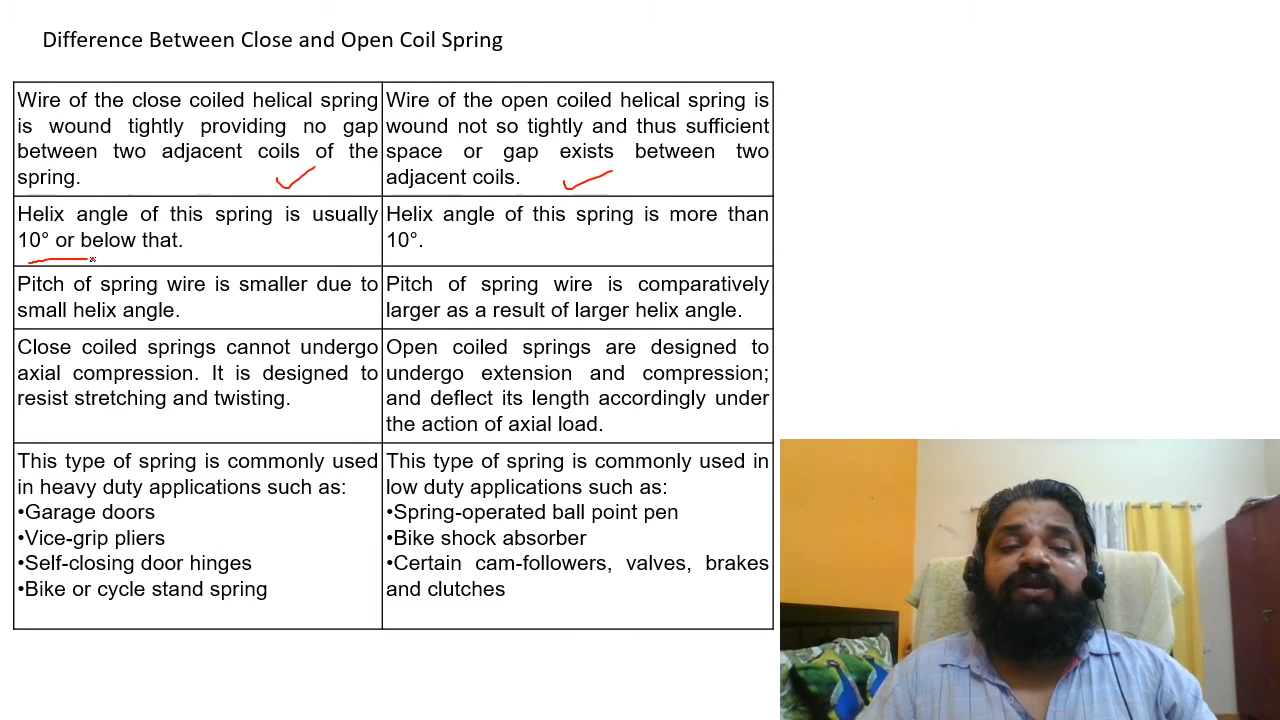 Difference Between Close and Open Coil Spring
Wire of the close coiled helical spring
is wound tightly providing no gap
between two adjacent coils of the
spring.
Wire of the open coiled helical spring is
wound not so tightly and thus sufficient
space or gap exists between two
adjacent coils.
Helix angle of this spring is usually
10° or below that.
Helix angle of this spring is more than
10°.
Pitch of spring wire is smaller due to
small helix angle.
Pitch of spring wire is comparatively
larger as a result of larger helix angle.
Close coiled springs cannot undergo
axial compression. It is designed to
resist stretching and twisting.
Open coiled springs are designed to
undergo extension and compression;
and deflect its length accordingly under
the action of axial load.
This type of spring is commonly used
in heavy duty applications such as:
•Garage doors
•Vice-grip pliers
•Self-closing door hinges
•Bike or cycle stand spring
This type of spring is commonly used in
low duty applications such as:
•Spring-operated ball point pen
•Bike shock absorber
•Certain cam-followers, valves, brakes
and clutches